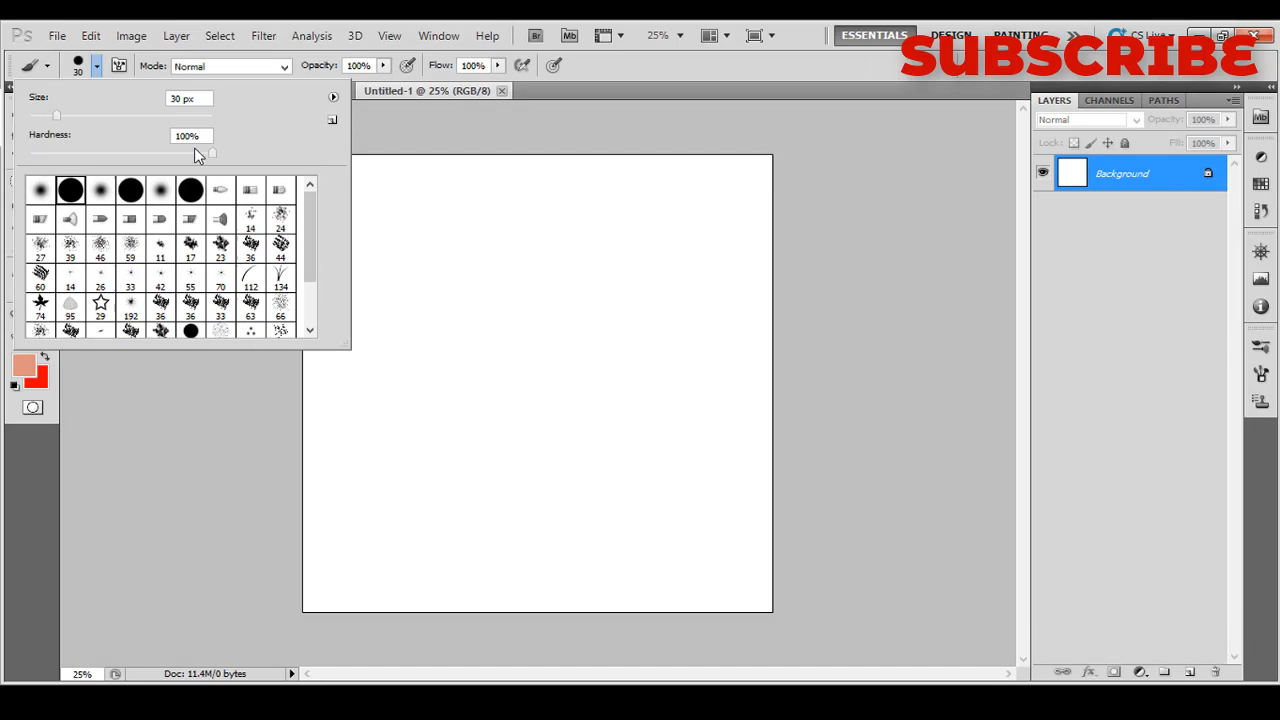 Ps File Edit Image Layer Select Filter Analysis 3D View Window Help Br Mb 25% ESSENTIALS DESIGN PAINTING CS Live
SUBSCRIBE
30 Mode: Normal Opacity: 100% Flow: 100%
Untitled-1 @ 25% (RGB/8)
Size: 30 px
Hardness: 100%
14 24
27 39 46 59 11 17 23 36 44
60 14 26 33 42 55 70 112 134
74 95 29 192 36 36 33 63 66
LAYERS CHANNELS PATHS
Normal Opacity: 100%
Lock: Fill: 100%
Background
Mb
25% Doc: 11.4M/0 bytes